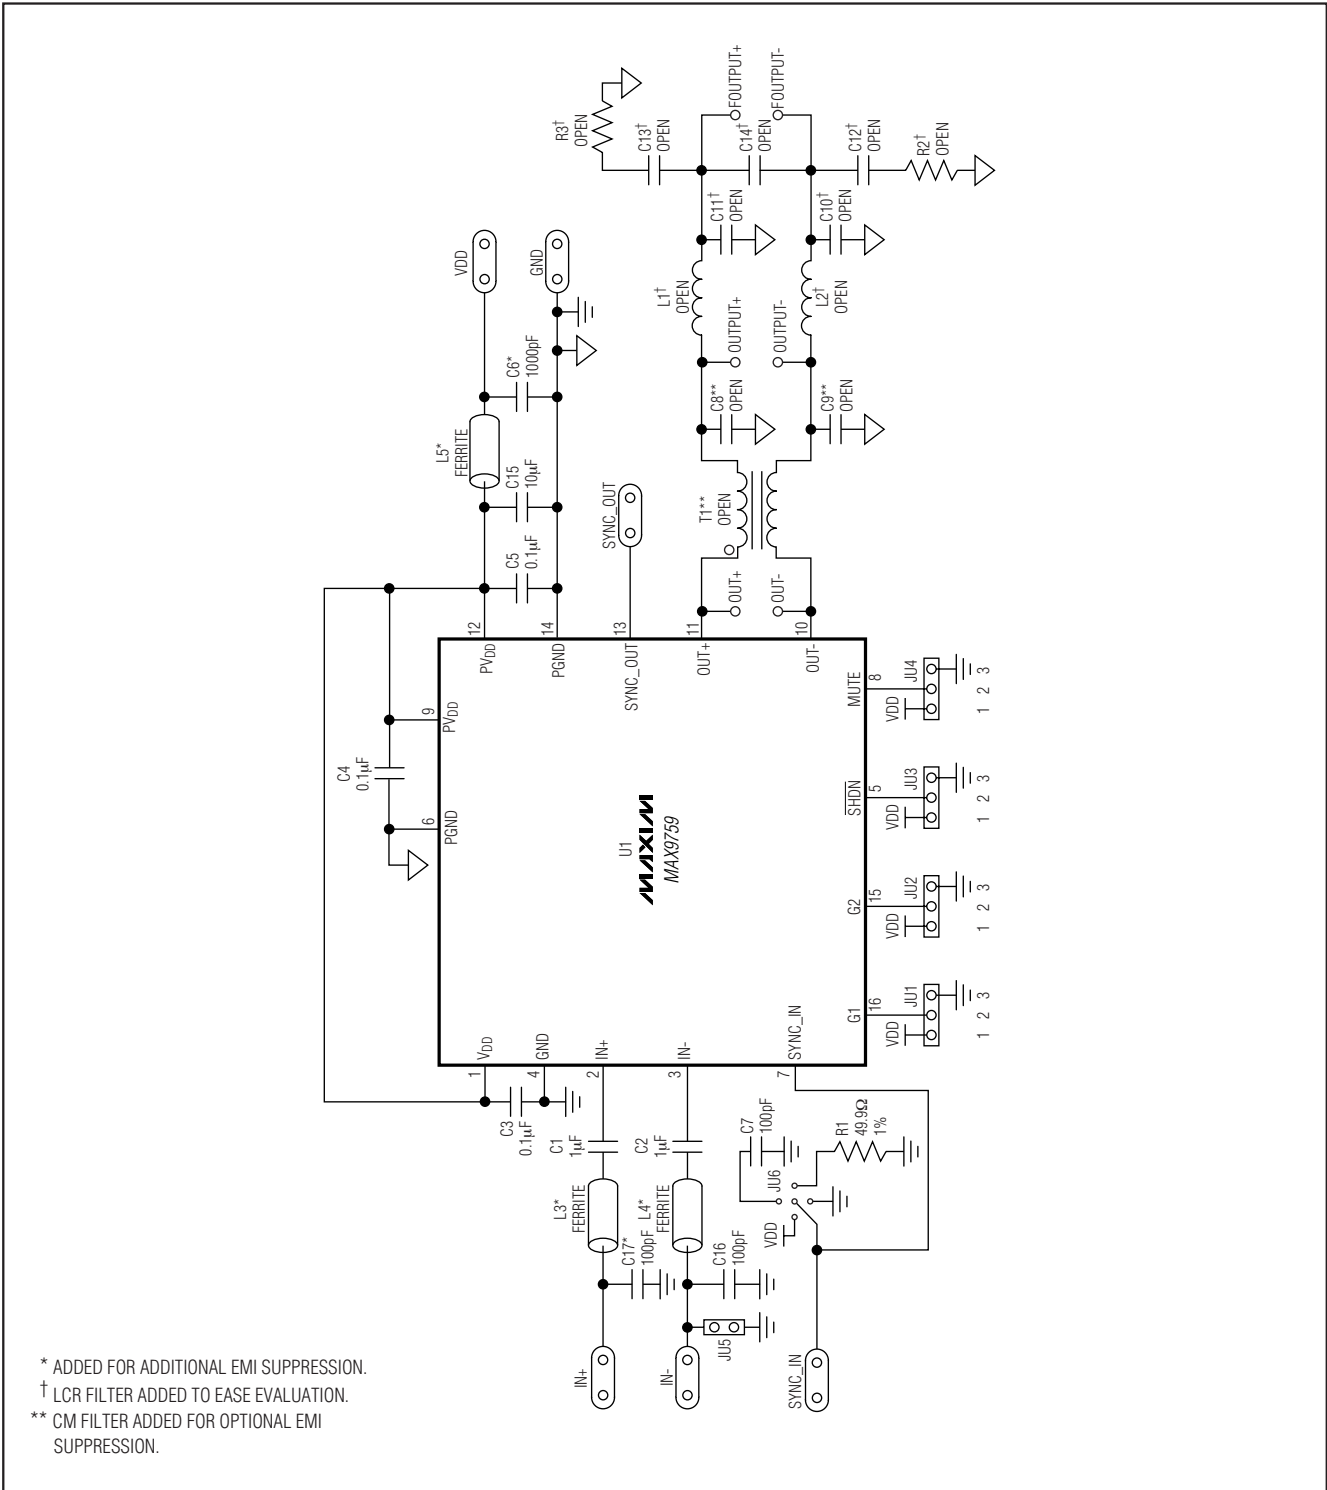 FOUTPUT+
FOUTPUT-
R3†
OPEN
C13†
OPEN
C14†
OPEN
C12†
OPEN
R2†
OPEN
C11†
OPEN
C10†
OPEN
L1†
OPEN
L2†
OPEN
OUTPUT+
OUTPUT-
C8**
OPEN
C9**
OPEN
T1**
OPEN
OUT+
OUT-
VDD
GND
C6*
1000pF
L5*
FERRITE
C15
10µF
C5
0.1µF
SYNC_OUT
12
14
13
11
10
PVDD
PGND
SYNC_OUT
OUT+
OUT-
C4
0.1µF
9
PVDD
6
PGND
U1
MAXIM
MAX9759
MUTE
8
VDD
JU4
1 2 3
SHDN
5
VDD
JU3
1 2 3
G2
15
VDD
JU2
1 2 3
G1
16
VDD
JU1
1 2 3
VDD
GND
IN+
IN-
SYNC_IN
1
4
2
3
7
C3
0.1µF
C1
1µF
C2
1µF
L3*
FERRITE
L4*
FERRITE
C17*
100pF
C16
100pF
JU5
IN+
IN-
C7
100pF
JU6
R1
49.9Ω
1%
VDD
SYNC_IN
* ADDED FOR ADDITIONAL EMI SUPPRESSION.
† LCR FILTER ADDED TO EASE EVALUATION.
** CM FILTER ADDED FOR OPTIONAL EMI
SUPPRESSION.